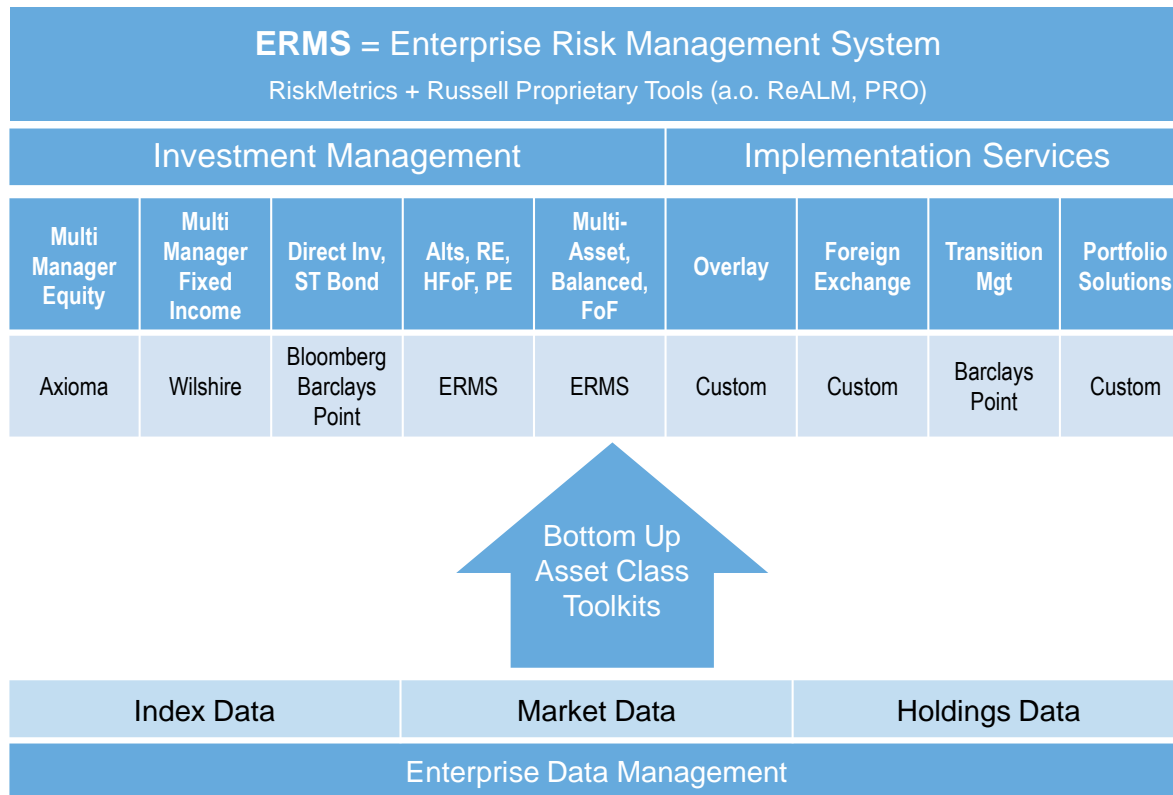 ERMS = Enterprise Risk Management System
RiskMetrics + Russell Proprietary Tools (a.o. ReALM, PRO)
Investment Management
Implementation Services
Multi
Manager
Equity
Multi
Manager
Fixed
Income
Direct Inv,
ST Bond
Alts, RE,
HFoF, PE
Multi-
Asset,
Balanced,
FoF
Overlay
Foreign
Exchange
Transition
Mgt
Portfolio
Solutions
Axioma
Wilshire
Bloomberg
Barclays
Point
ERMS
ERMS
Custom
Custom
Barclays
Point
Custom
Bottom Up
Asset Class
Toolkits
Index Data
Market Data
Holdings Data
Enterprise Data Management